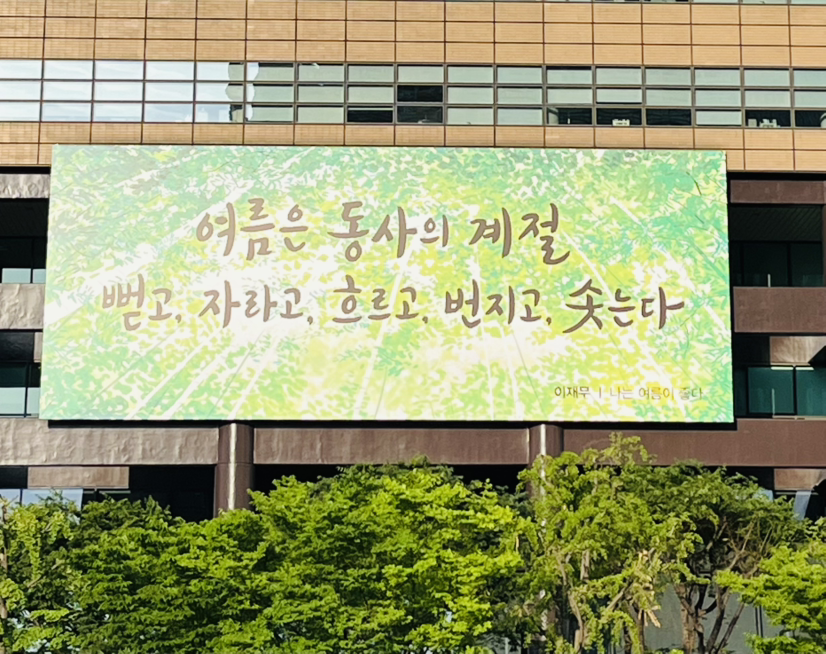 여름은 동사의 계절
뻗고, 자라고, 흐르고, 번지고, 솟는다
이재무 | 나는 여름이 좋다